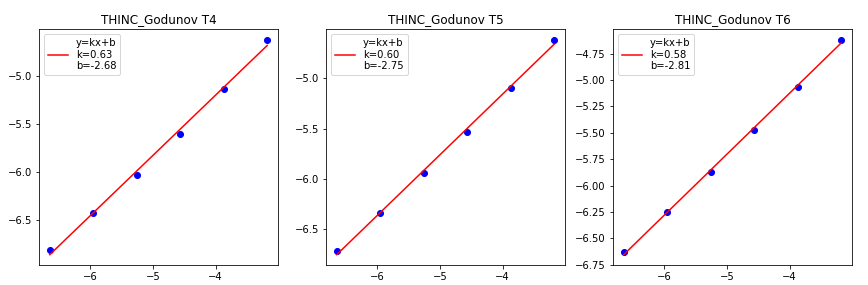 THINC_Godunov T4
y=kx+b
k=0.63
b=-2.68
−5.0
−5.5
−6.0
−6.5
−6
−5
−4
THINC_Godunov T5
y=kx+b
k=0.60
b=-2.75
−5.0
−5.5
−6.0
−6.5
−6
−5
−4
THINC_Godunov T6
y=kx+b
k=0.58
b=-2.81
−4.75
−5.00
−5.25
−5.50
−5.75
−6.00
−6.25
−6.50
−6.75
−6
−5
−4